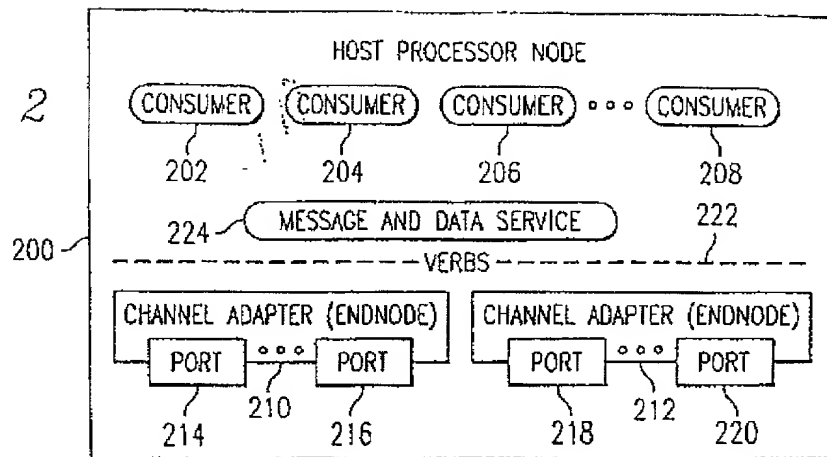 HOST PROCESSOR NODE
2
CONSUMER CONSUMER CONSUMER CONSUMER
202 204 206 208
224 MESSAGE AND DATA SERVICE 222
200
VERBS
CHANNEL ADAPTER (ENDNODE) CHANNEL ADAPTER (ENDNODE)
PORT PORT PORT PORT
214 210 216 218 212 220